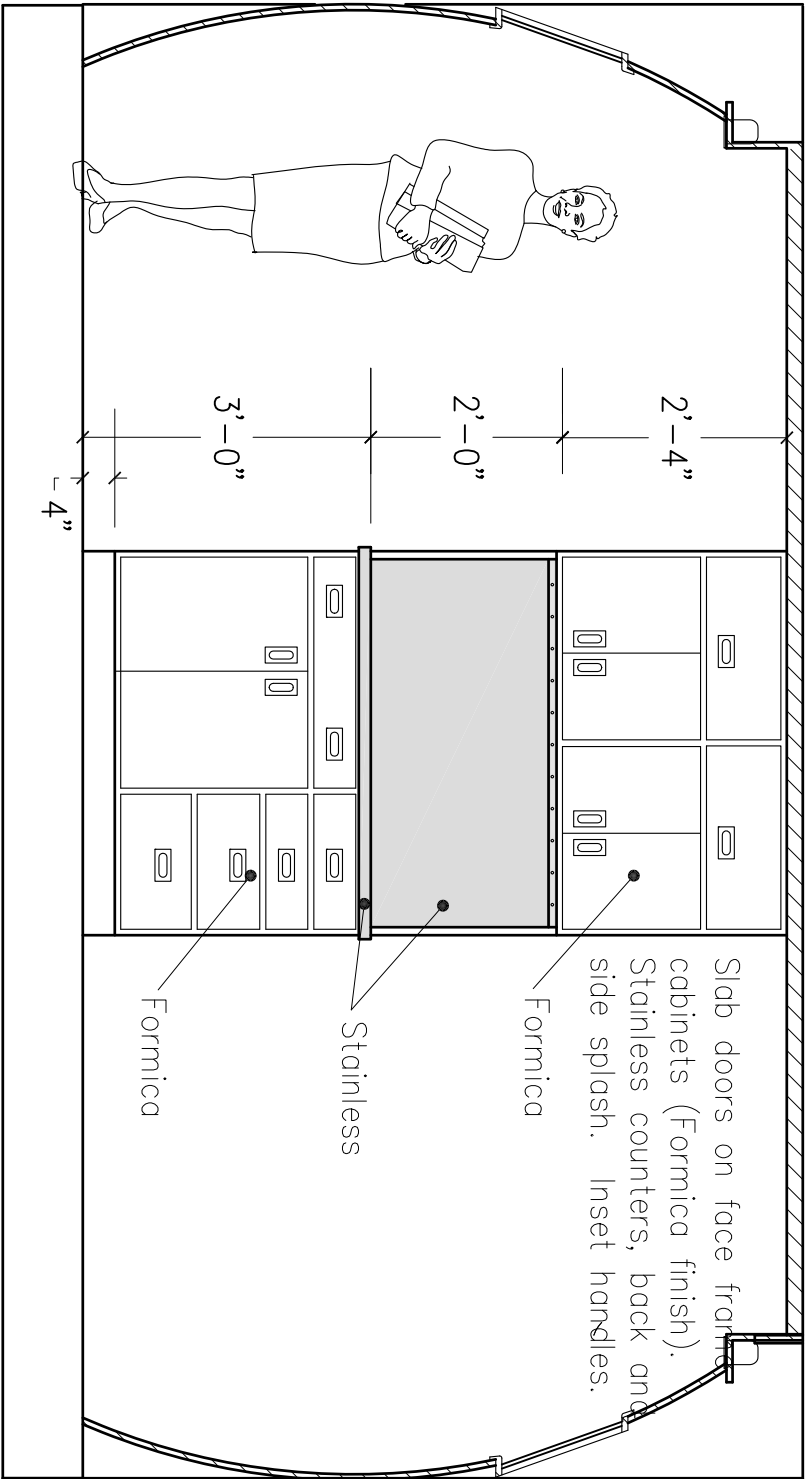 2'-4"
2'-0"
3'-0"
4"
Slab doors on face frame
cabinets (Formica finish).
Stainless counters, back and
side splash. Inset handles.
Formica
Stainless
Formica